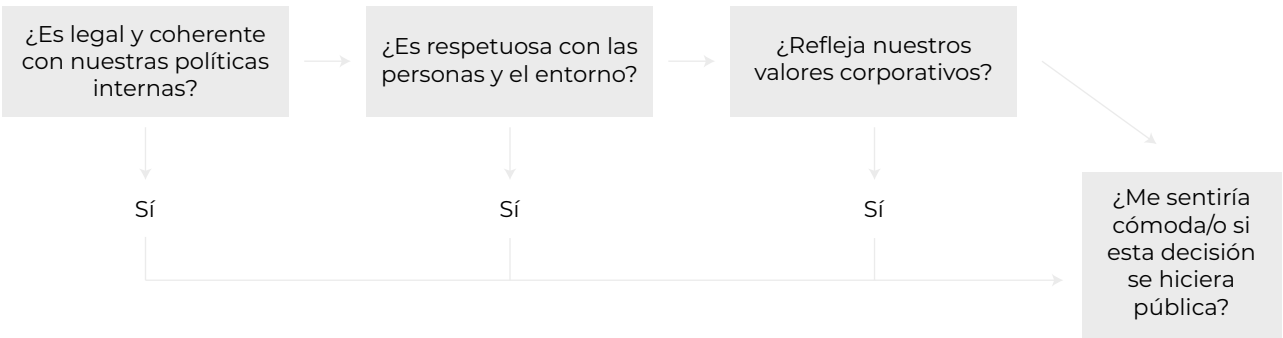 ¿Es legal y coherente
con nuestras políticas
internas?
¿Es respetuosa con las
personas y el entorno?
¿Refleja nuestros
valores corporativos?
Sí
Sí
Sí
¿Me sentiría
cómoda/o si
esta decisión
se hiciera
pública?